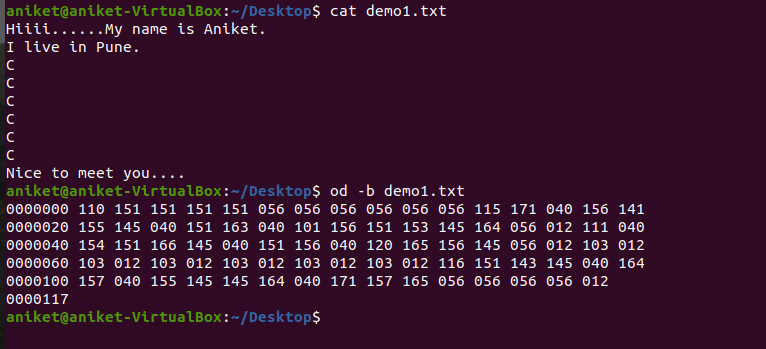 aniket@aniket-VirtualBox:~/Desktop$ cat demo1.txt
Hiiii......My name is Aniket.
I live in Pune.
C
C
C
C
C
C
Nice to meet you....
aniket@aniket-VirtualBox:~/Desktop$ od -b demo1.txt
0000000 110 151 151 151 151 056 056 056 056 056 056 115 171 040 156 141
0000020 155 145 040 151 163 040 101 156 151 153 145 164 056 012 111 040
0000040 154 151 166 145 040 151 156 040 120 165 156 145 056 012 103 012
0000060 103 012 103 012 103 012 103 012 103 012 116 151 143 145 040 164
0000100 157 040 155 145 145 164 040 171 157 165 056 056 056 056 012
0000117
aniket@aniket-VirtualBox:~/Desktop$